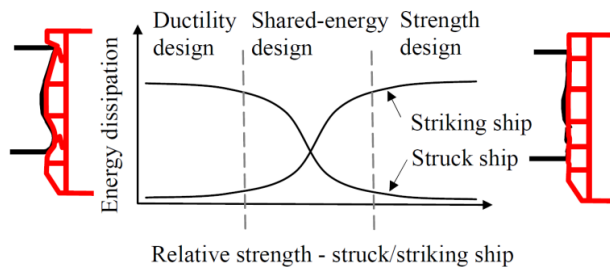 Ductility Shared-energy Strength
design design design
Energy dissipation
Striking ship
Struck ship
Relative strength - struck/striking ship